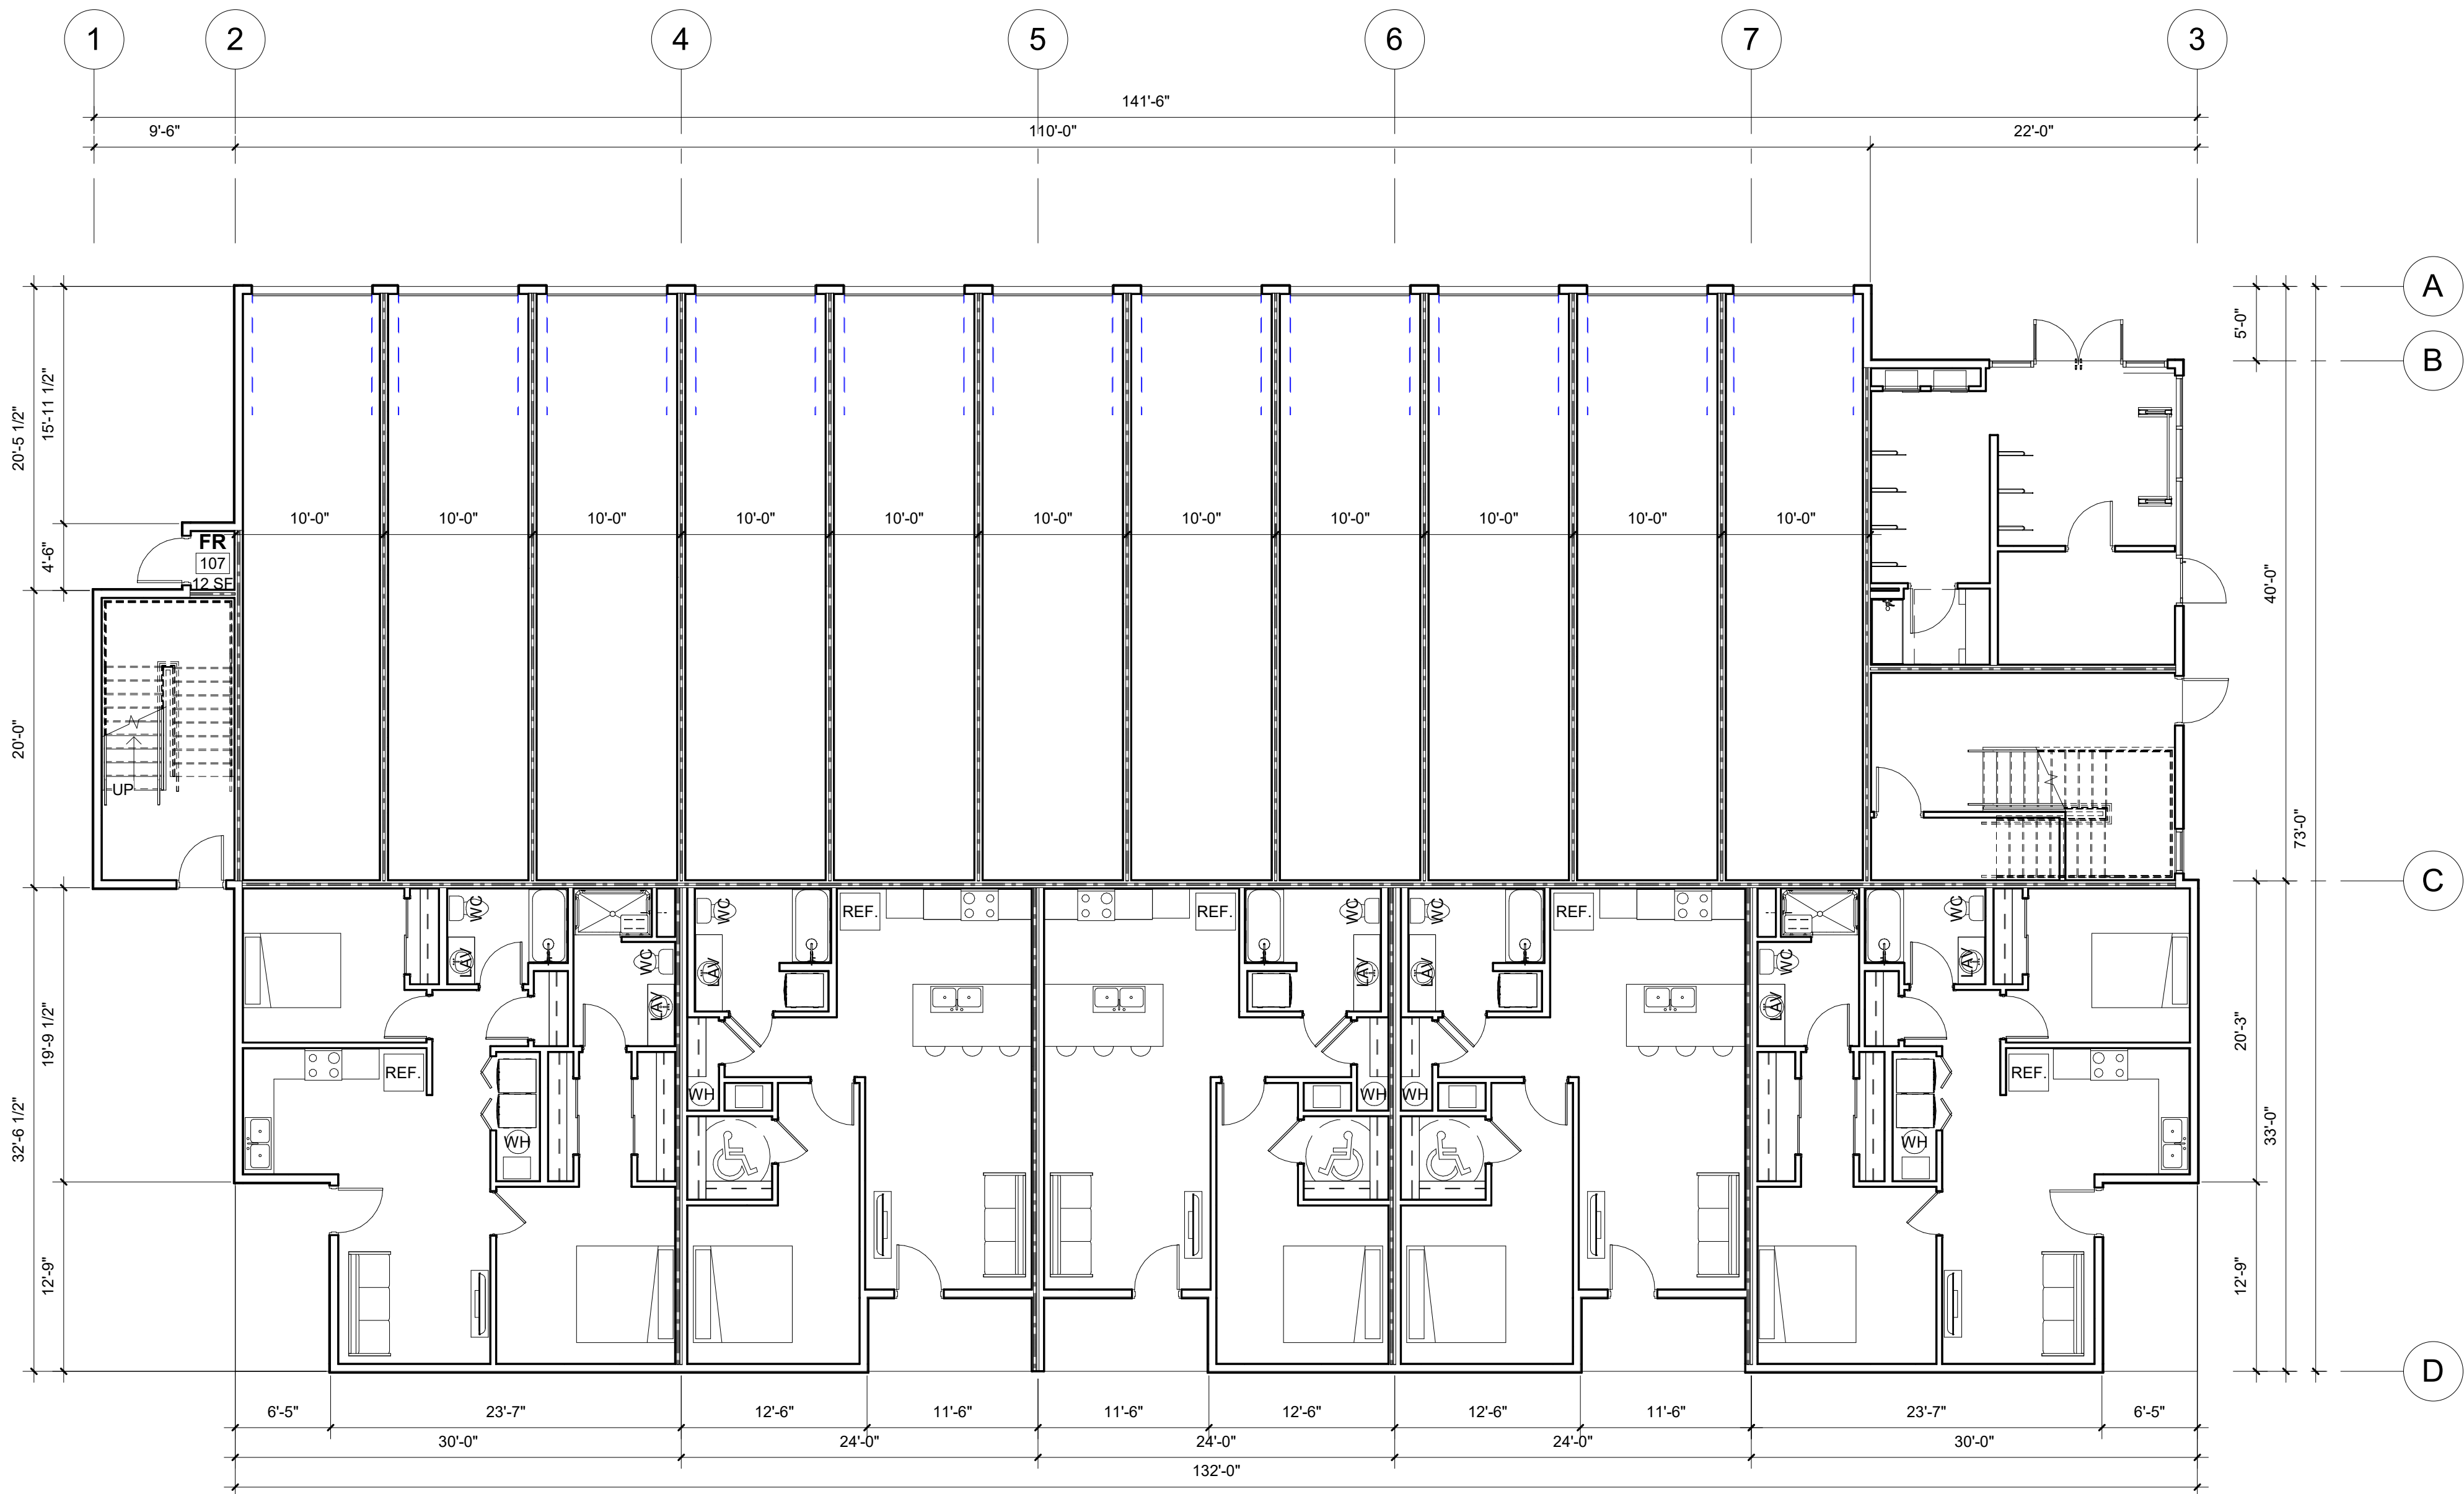 1 2 4 5 6 7 3
141'-6"
9'-6" 110'-0" 22'-0"
A
5'-0"
B
15'-11 1/2"
20'-5 1/2"
10'-0" 10'-0" 10'-0" 10'-0" 10'-0" 10'-0" 10'-0" 10'-0" 10'-0" 10'-0" 10'-0"
FR
107
12 SF
4'-6"
40'-0"
20'-0"
UP
73'-0"
C
WC REF. REF. WC WC REF. WC
LAV WC LAV LAV LAV WC LAV
LAV LAV
19'-9 1/2"
20'-3"
REF. REF.
WH WH WH
WH WH
32'-6 1/2"
33'-0"
12'-9"
12'-9"
D
6'-5" 23'-7" 12'-6" 11'-6" 11'-6" 12'-6" 12'-6" 11'-6" 23'-7" 6'-5"
30'-0" 24'-0" 24'-0" 24'-0" 30'-0"
132'-0"